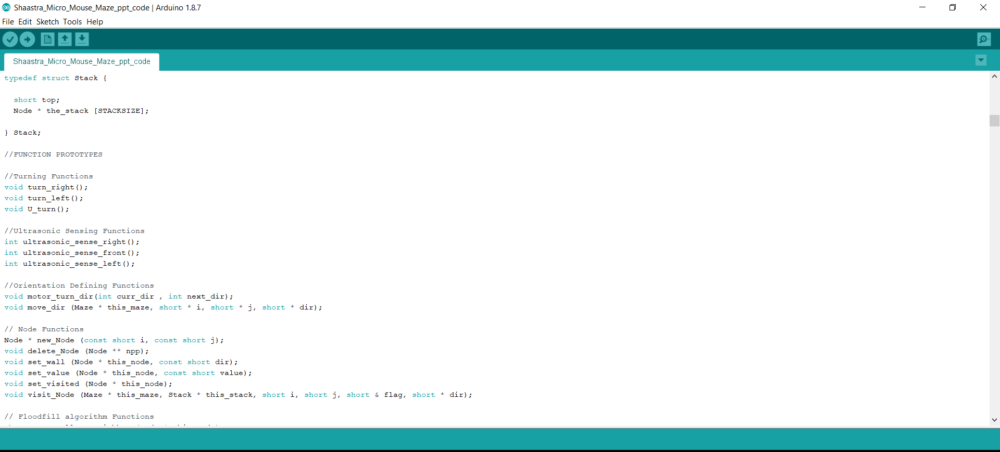 Shaastra_Micro_Mouse_Maze_ppt_code | Arduino 1.8.7
File Edit Sketch Tools Help
Shaastra_Micro_Mouse_Maze_ppt_code
typedef struct Stack {
short top;
Node * the_stack [STACKSIZE];
} Stack;
//FUNCTION PROTOTYPES
//Turning Functions
void turn_right();
void turn_left();
void U_turn();
//Ultrasonic Sensing Functions
int ultrasonic_sense_right();
int ultrasonic_sense_front();
int ultrasonic_sense_left();
//Orientation Defining Functions
void motor_turn_dir(int curr_dir , int next_dir);
void move_dir (Maze * this_maze, short * i, short * j, short * dir);
// Node Functions
Node * new_Node (const short i, const short j);
void delete_Node (Node ** npp);
void set_wall (Node * this_node, const short dir);
void set_value (Node * this_node, const short value);
void set_visited (Node * this_node);
void visit_Node (Maze * this_maze, Stack * this_stack, short i, short j, short & flag, short * dir);
// Floodfill algorithm Functions